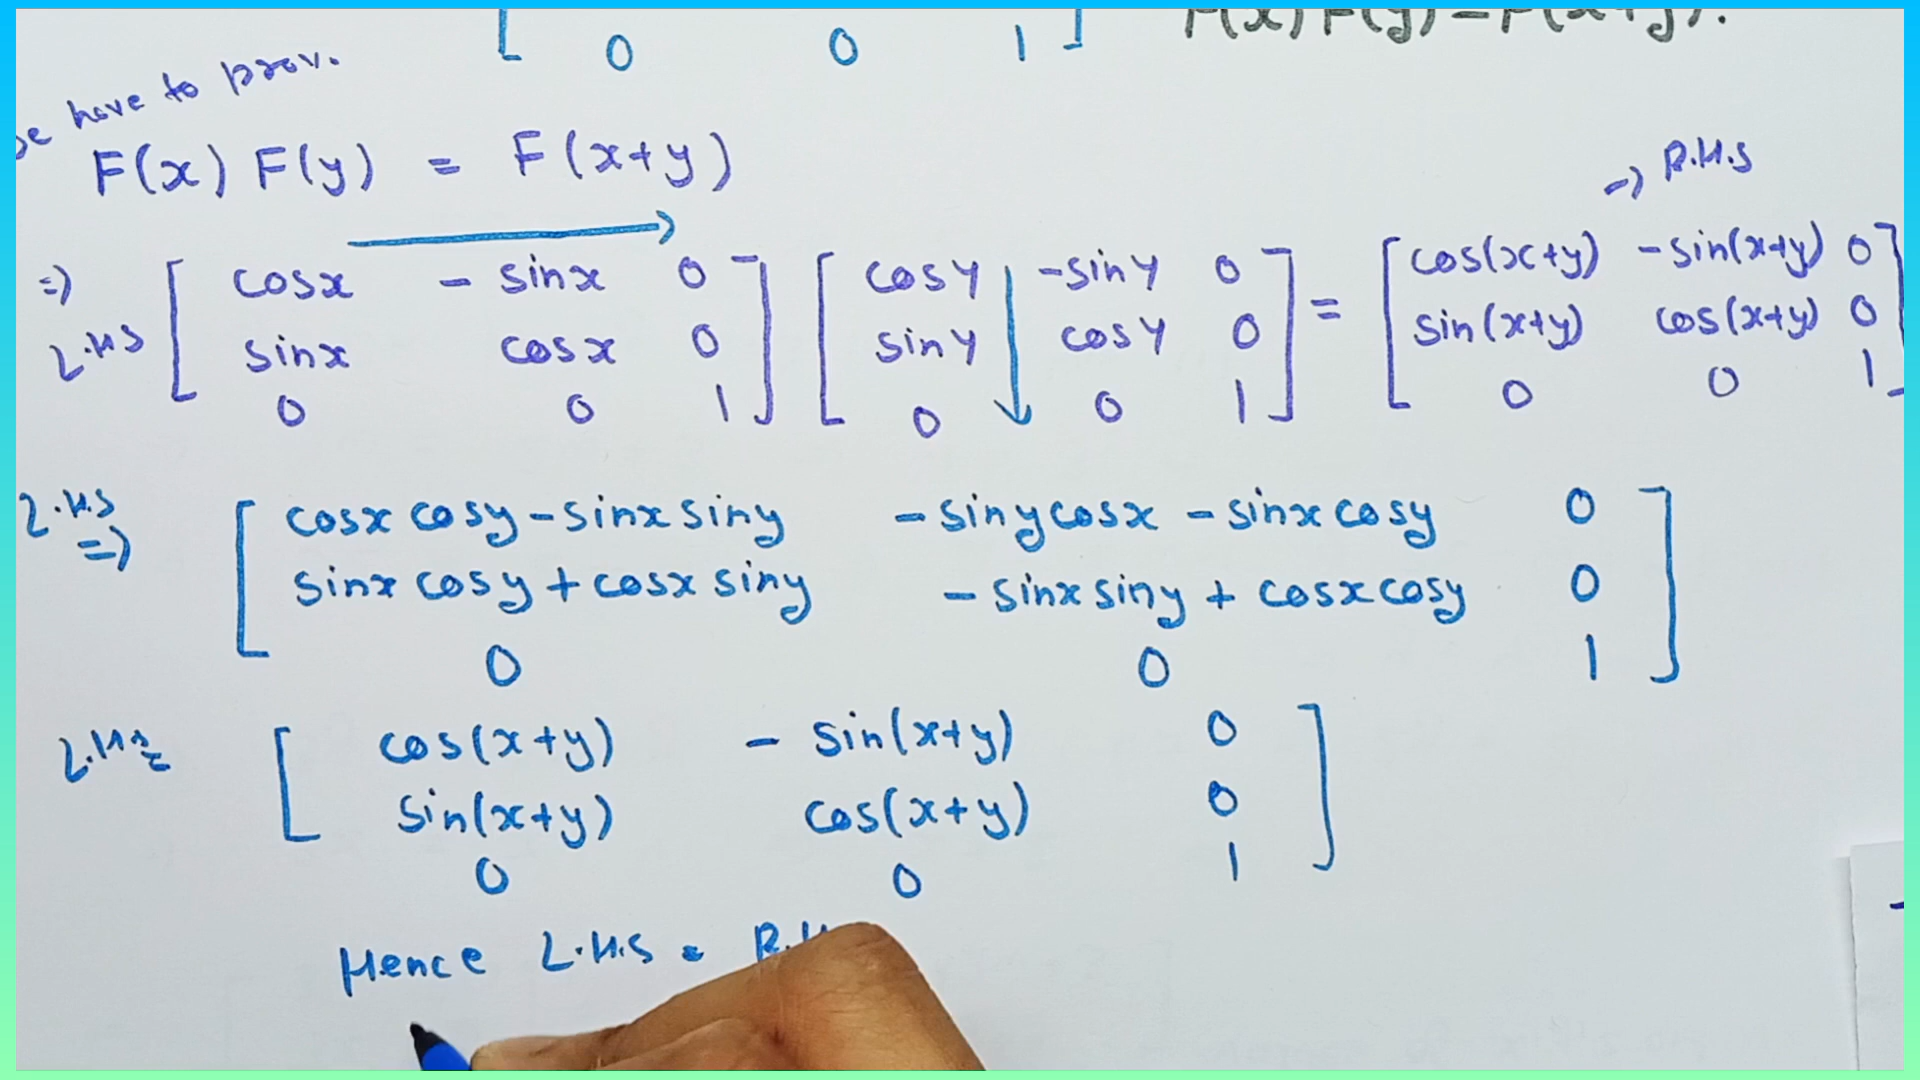 0 0 1
F(x) F(y) = F(x+y).
have to prov.
F(x) F(y) = F(x+y)
-> R.H.S
=> L.H.S [ cosx - sinx 0 ] [ cosy -siny 0 ] = [ cos(x+y) -sin(x+y) 0 ]
sinx cosx 0 siny cosy 0 sin(x+y) cos(x+y) 0
0 0 1 0 0 1 0 0 1
L.H.S => [ cosx cosy - sinx siny - siny cosx - sinx cosy 0 ]
sinx cosy + cosx siny - sinx siny + cosx cosy 0
0 0 1
[ cos(x+y) - sin(x+y) 0 ]
sin(x+y) cos(x+y) 0
0 0 1
Hence L.H.S =